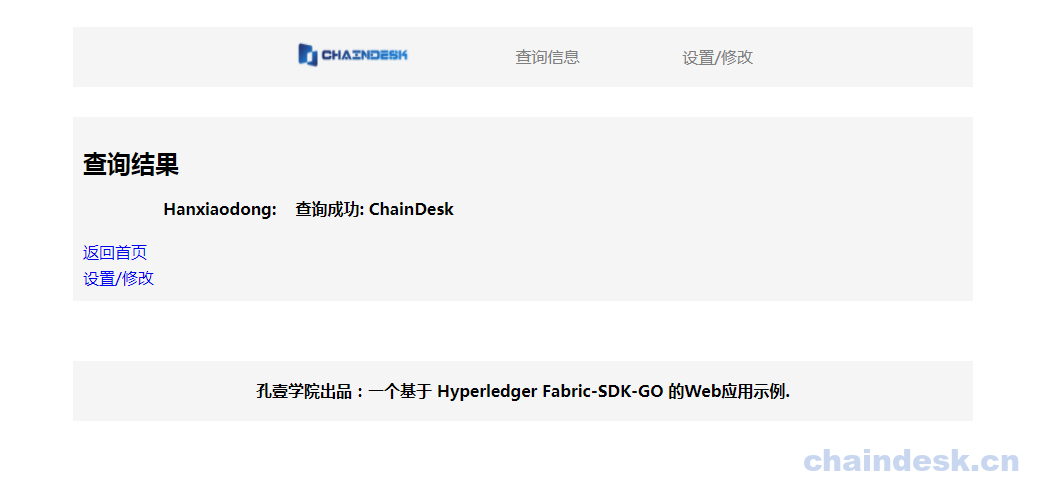 CHAINDESK 查询信息 设置/修改
查询结果
Hanxiaodong: 查询成功: ChainDesk
返回首页
设置/修改
孔壹学院出品：一个基于 Hyperledger Fabric-SDK-GO 的Web应用示例.
chaindesk.cn